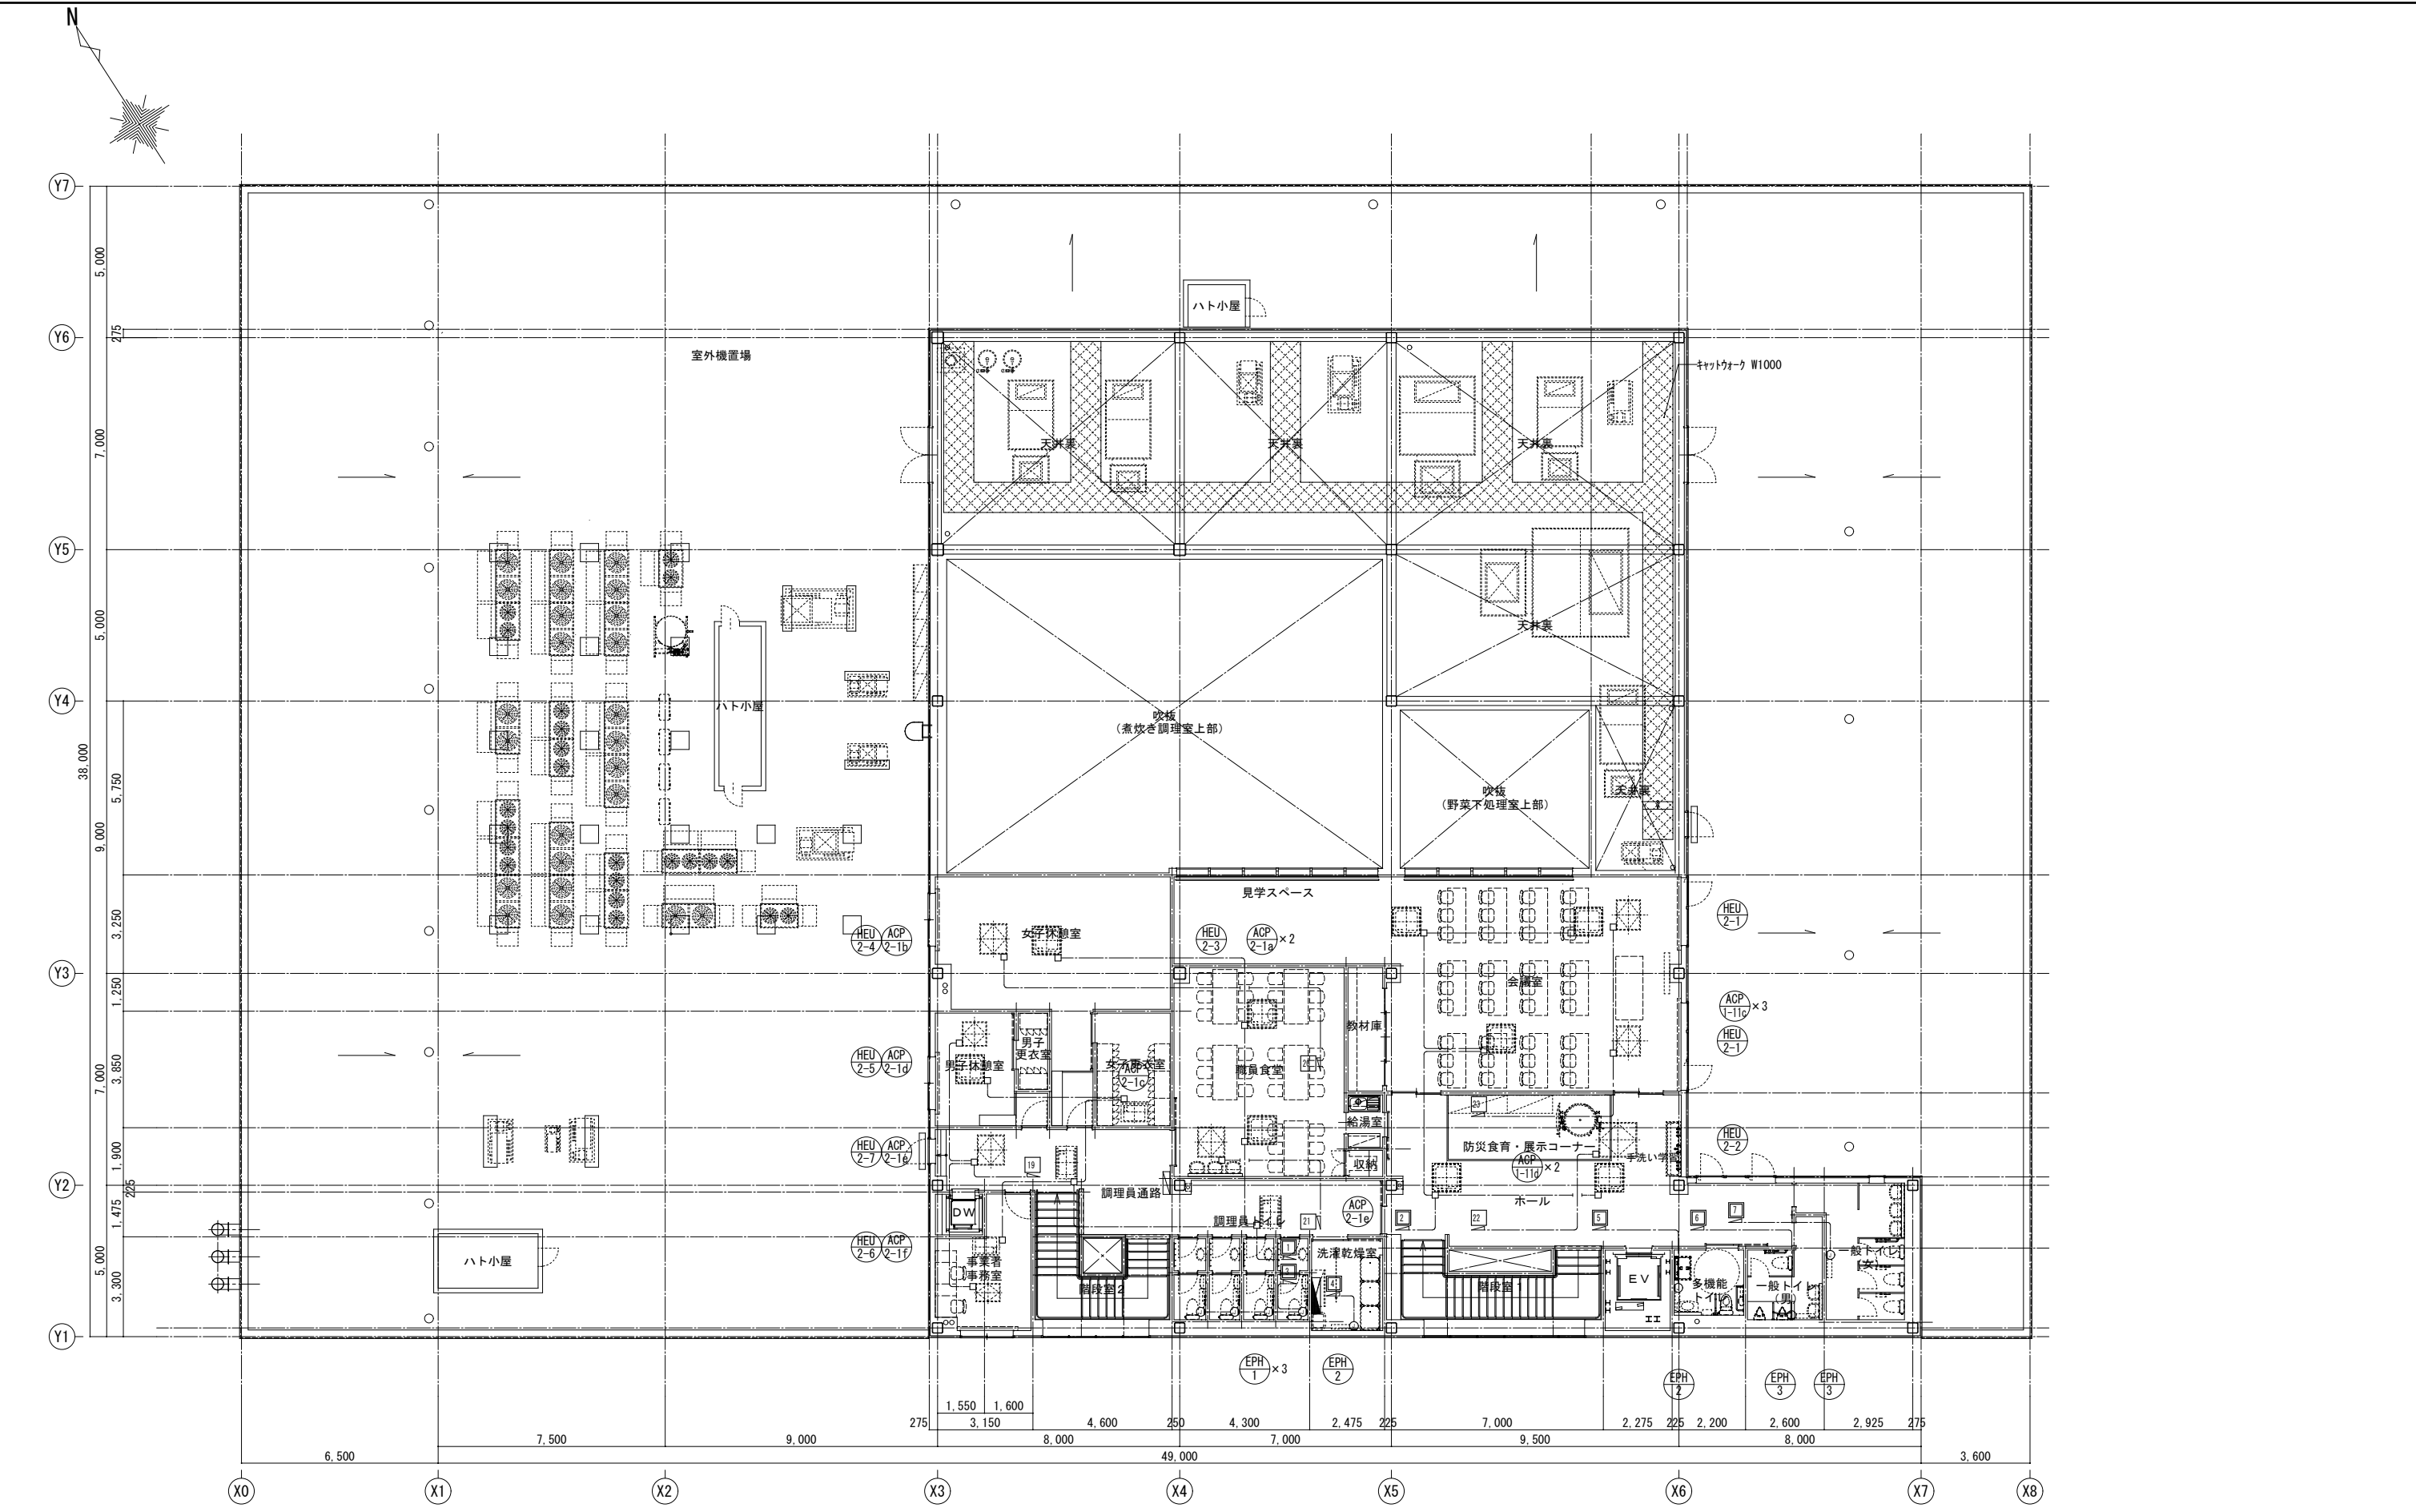 N
Y7
5,000
Y6
275
室外機置場
ハト小屋
キャットウォーク W1000
comp
comp
天井裏
天井裏
天井裏
7,000
Y5
5,000
天井裏
Y4
ハト小屋
吹抜
(煮炊き調理室上部)
38,000
5,750
9,000
吹抜
(野菜下処理室上部)
天井裏
見学スペース
3,250
HEU 2-4
ACP 2-1b
女子休憩室
HEU 2-3
ACP 2-1a ×2
HEU 2-1
Y3
1,250
会議室
ACP 1-11c ×3
HEU 2-1
教材庫
7,000
3,850
HEU 2-5
ACP 2-1d
男子休憩室
男子
更衣室
女子更衣室
ACP 2-1c
職員食堂
20
給湯室
23
防災食育・展示コーナー
HEU 2-2
1,900
HEU 2-7
ACP 2-1e
19
収納
ACP 1-11d ×2
手洗い学習
Y2
225
調理員通路
ホール
1,475
DW
調理員トイレ
21
ACP 2-1e
2
22
5
6
7
HEU 2-6
ACP 2-1f
5,000
3,300
ハト小屋
事業者
事務室
階段室2
1
3
4
洗濯乾燥室
階段室1
EV
多機能
トイレ
一般トイレ
(男)
一般トイレ
(女)
Y1
EPH 1 ×3
EPH 2
EPH 2
EPH 3
EPH 3
1,550
1,600
275
3,150
4,600
250
4,300
2,475
225
7,000
2,275
225
2,200
2,600
2,925
275
7,500
9,000
8,000
7,000
9,500
8,000
6,500
49,000
3,600
X0
X1
X2
X3
X4
X5
X6
X7
X8